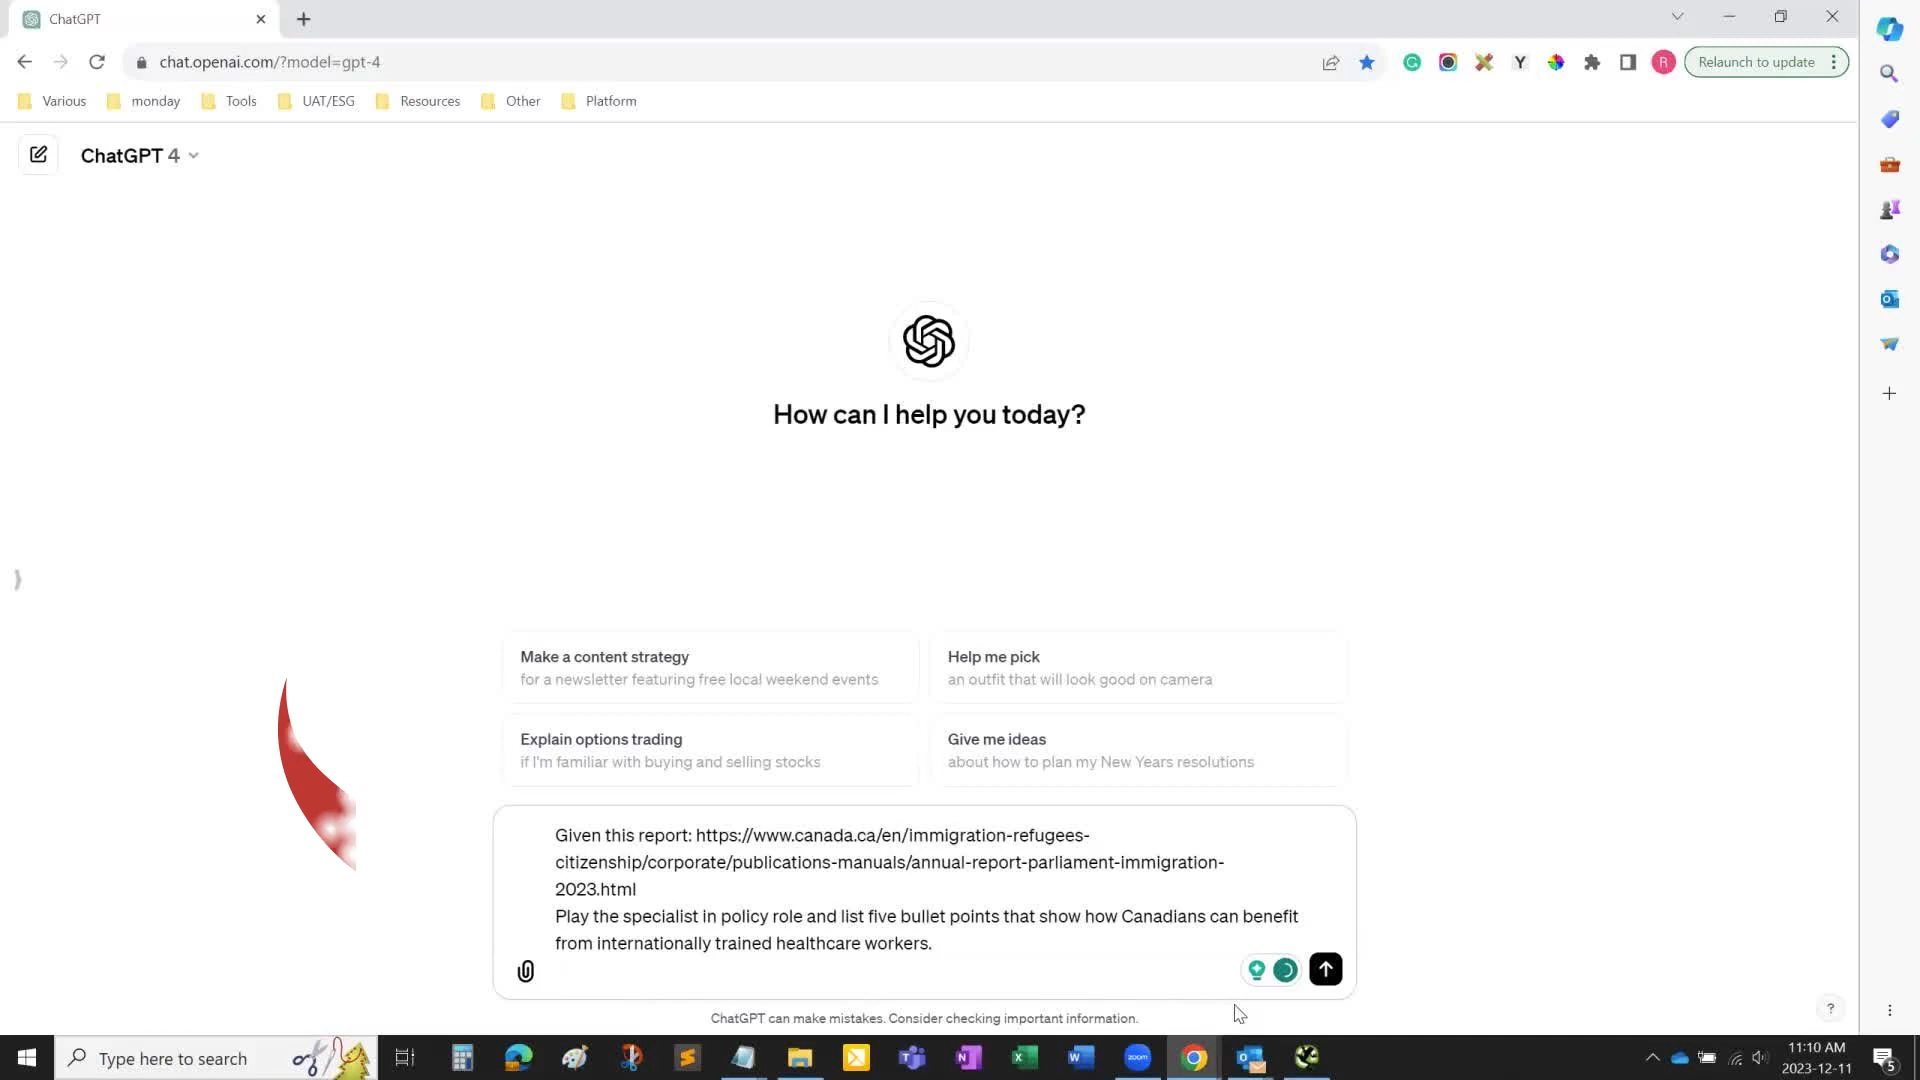 ChatGPT
chat.openai.com/?model=gpt-4
Relaunch to update
R
Y
Various
monday
Tools
UAT/ESG
Resources
Other
Platform
ChatGPT 4
How can I help you today?
Make a content strategy
for a newsletter featuring free local weekend events
Help me pick
an outfit that will look good on camera
Explain options trading
if I'm familiar with buying and selling stocks
Give me ideas
about how to plan my New Years resolutions
Given this report: https://www.canada.ca/en/immigration-refugees-
citizenship/corporate/publications-manuals/annual-report-parliament-immigration-
2023.html
Play the specialist in policy role and list five bullet points that show how Canadians can benefit
from internationally trained healthcare workers.
ChatGPT can make mistakes. Consider checking important information.
?
Type here to search
zoom
11:10 AM
2023-12-11
5